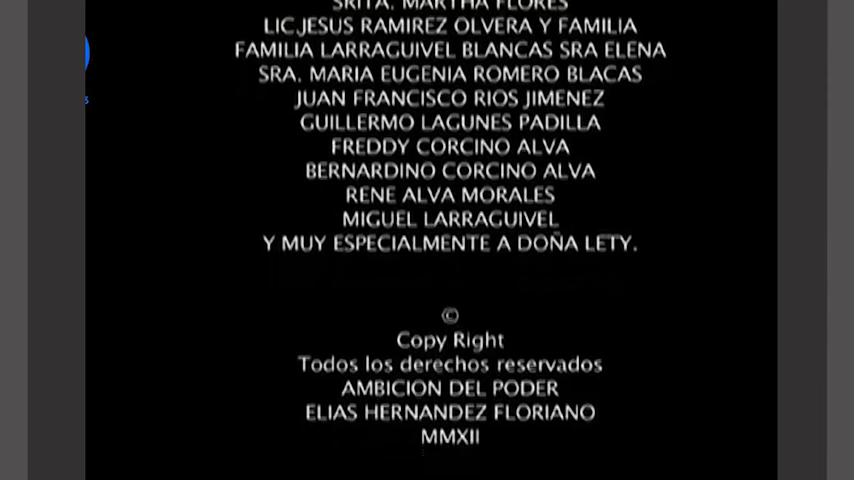 SRITA. MARTHA FLORES
LIC.JESUS RAMIREZ OLVERA Y FAMILIA
FAMILIA LARRAGUIVEL BLANCAS SRA ELENA
SRA. MARIA EUGENIA ROMERO BLACAS
JUAN FRANCISCO RIOS JIMENEZ
GUILLERMO LAGUNES PADILLA
FREDDY CORCINO ALVA
BERNARDINO CORCINO ALVA
RENE ALVA MORALES
MIGUEL LARRAGUIVEL
Y MUY ESPECIALMENTE A DOÑA LETY.
©
Copy Right
Todos los derechos reservados
AMBICION DEL PODER
ELIAS HERNANDEZ FLORIANO
MMXII